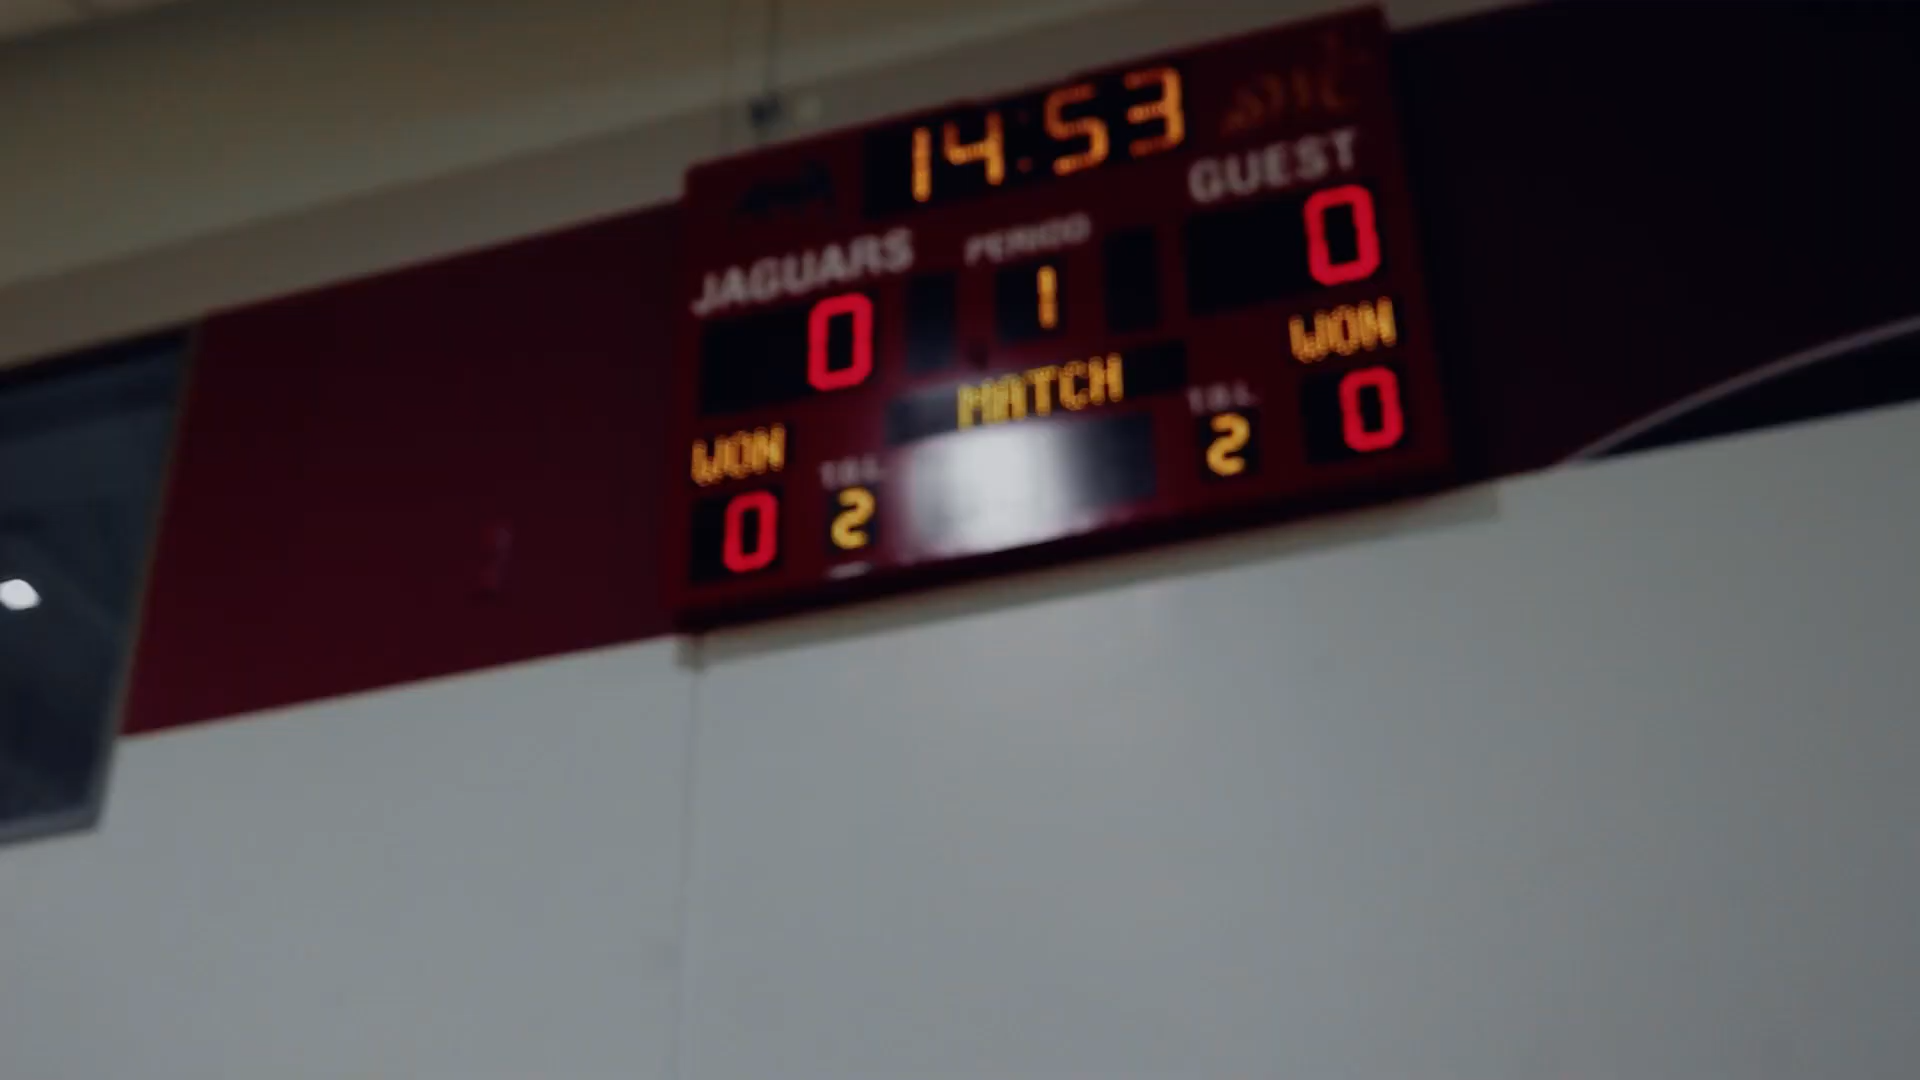 14:53
JAGUARS
PERIOD
GUEST
0
1
0
MATCH
WON
T.O.L.
T.O.L.
WON
0
2
2
0